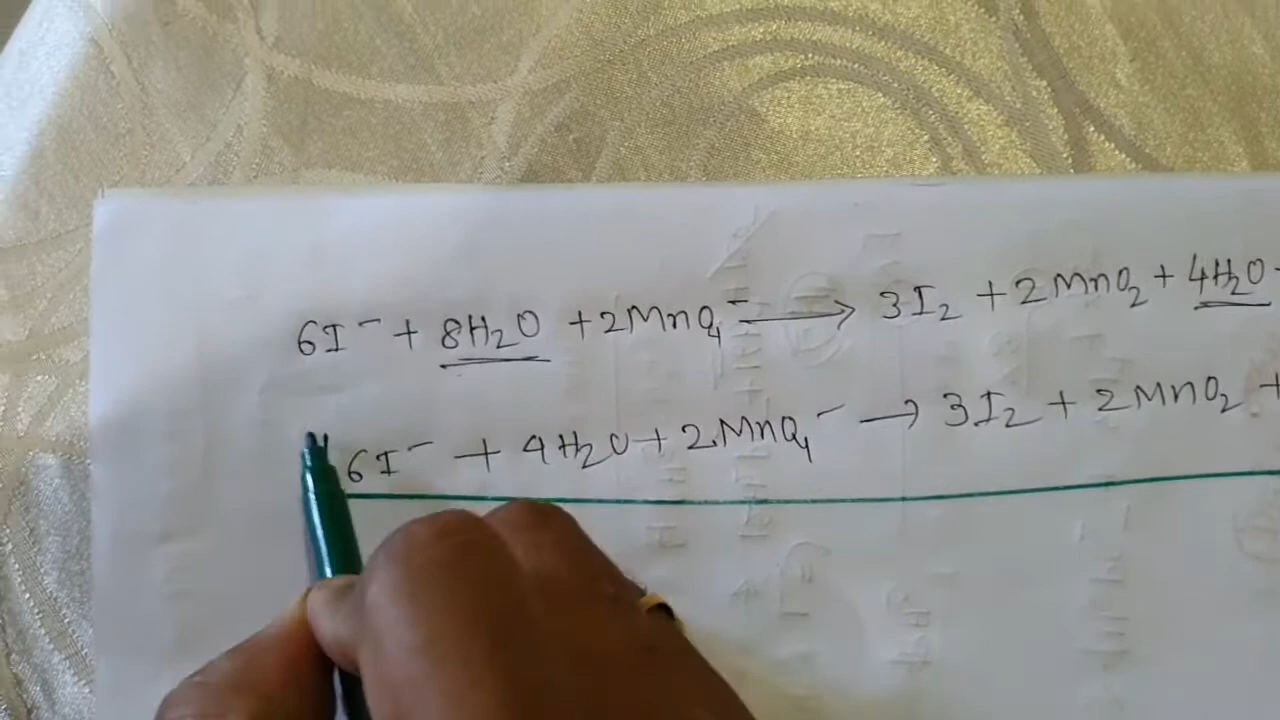 6I⁻ + 8H₂O + 2MnO₄⁻ → 3I₂ + 2MnO₂ + 4H₂O
6I⁻ + 4H₂O + 2MnO₄⁻ → 3I₂ + 2MnO₂ +